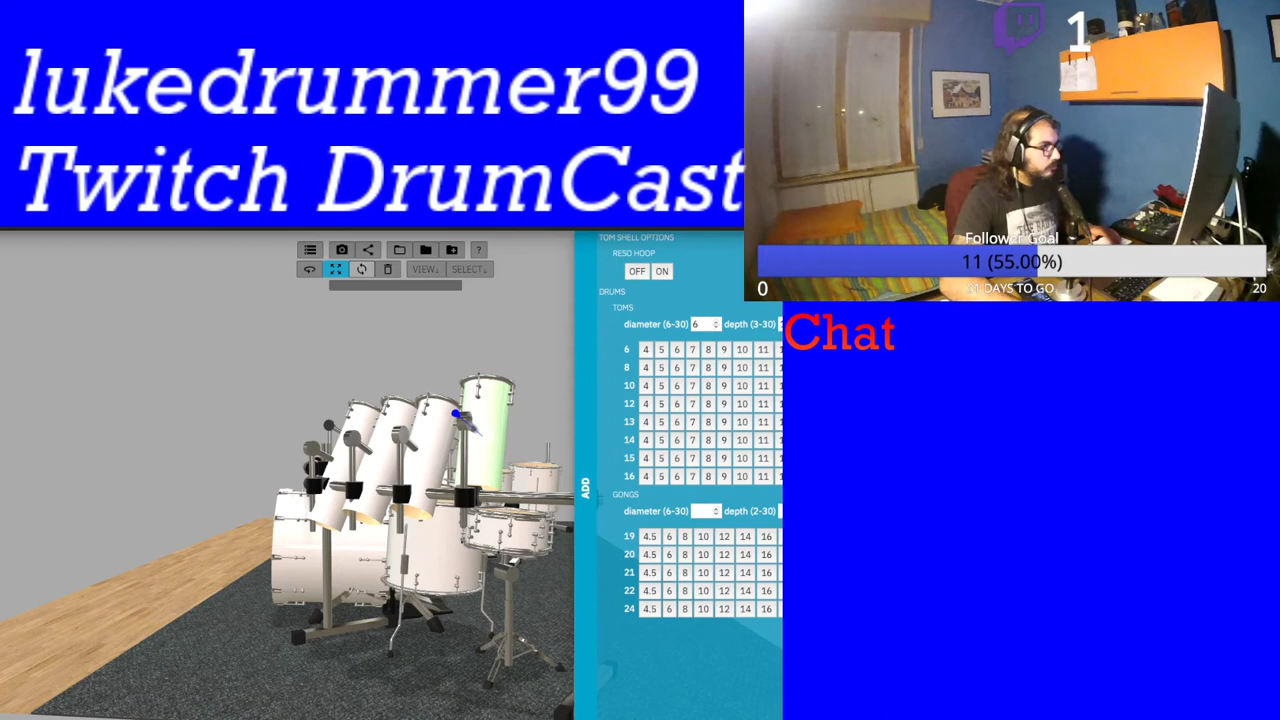 lukedrummer99
Twitch DrumCast
1
Follower Goal
11 (55.00%)
0
DAYS TO GO
20
?
VIEW↓ SELECT↓
TOM SHELL OPTIONS
RESO HOOP
OFF ON
DRUMS
TOMS
diameter (6-30) 6 depth (3-30)
6 4 5 6 7 8 9 10 11
8 4 5 6 7 8 9 10 11
10 4 5 6 7 8 9 10 11
12 4 5 6 7 8 9 10 11
13 4 5 6 7 8 9 10 11
14 4 5 6 7 8 9 10 11
15 4 5 6 7 8 9 10 11
16 4 5 6 7 8 9 10 11
GONGS
diameter (6-30) depth (2-30)
19 4.5 6 8 10 12 14 16
20 4.5 6 8 10 12 14 16
21 4.5 6 8 10 12 14 16
22 4.5 6 8 10 12 14 16
24 4.5 6 8 10 12 14 16
ADD
Chat